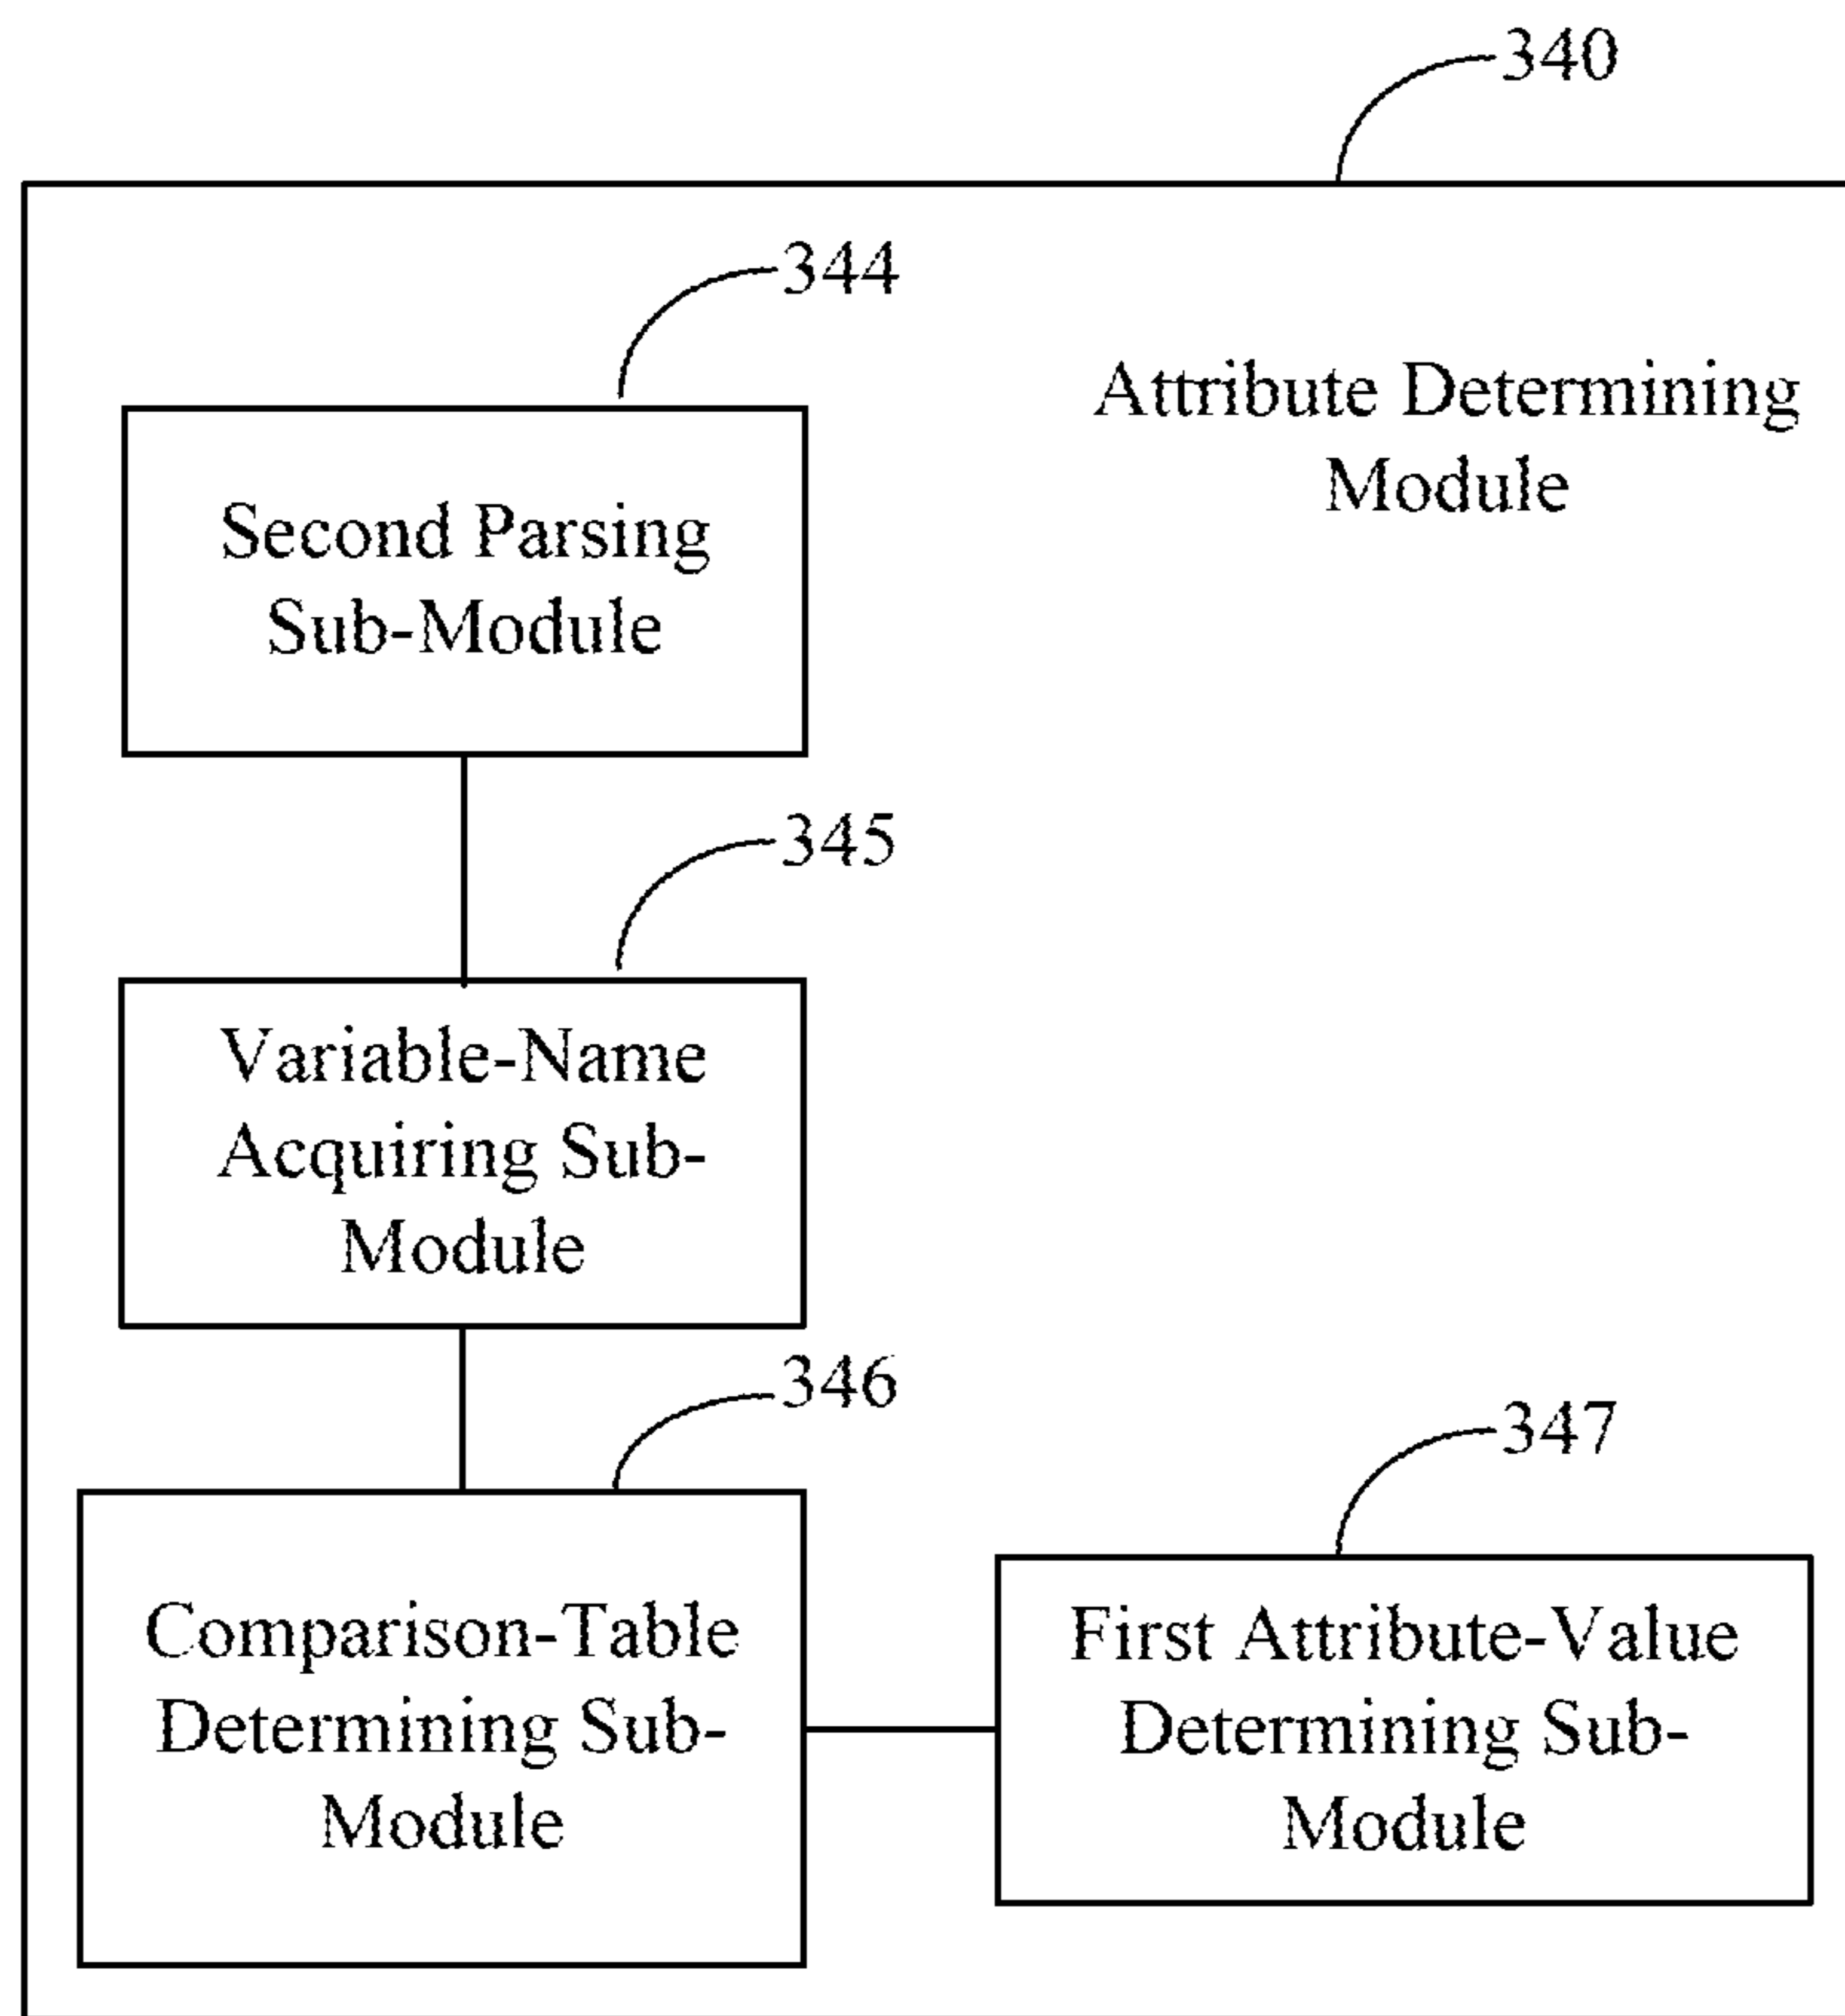 340
344
Attribute Determining
Module
Second Parsing
Sub-Module
345
Variable-Name
Acquiring Sub-
Module
346
347
Comparison-Table
Determining Sub-
Module
First Attribute-Value
Determining Sub-
Module